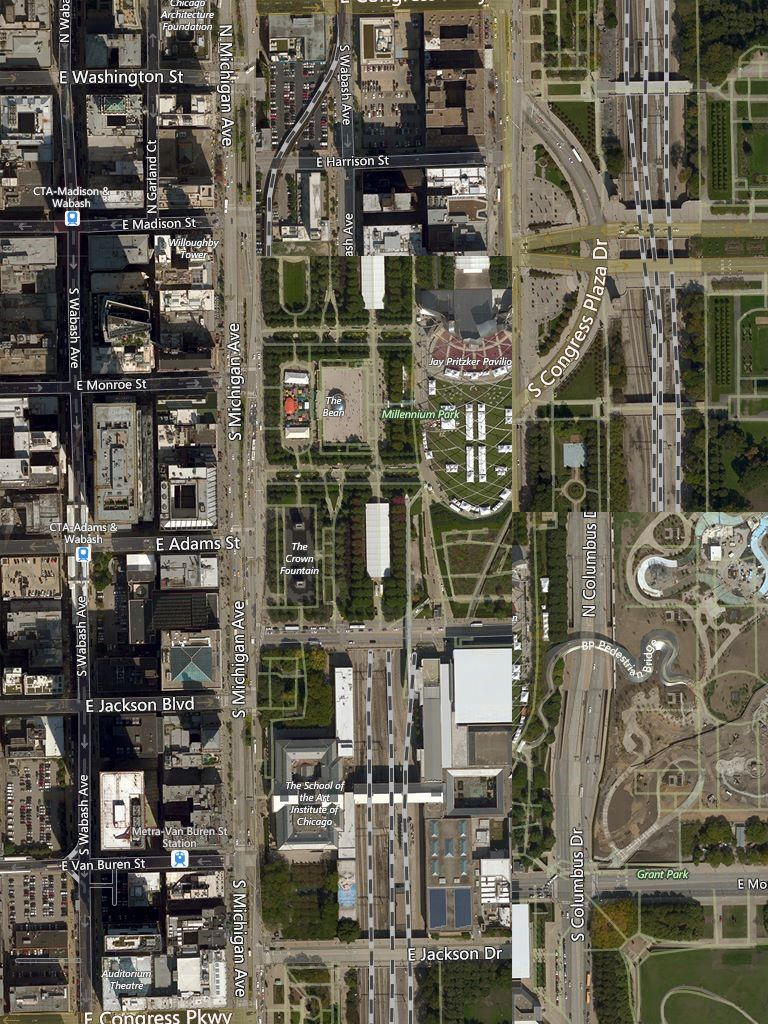 Chicago
Architecture
Foundation
E Congress
N Michigan Ave
S Wabash Ave
E Washington St
E Harrison St
N Garland Ct
CTA-Madison &
Wabash
E Madison St
Willoughby
Tower
S Wabash Ave
S Congress Plaza Dr
S Michigan Ave
Jay Pritzker Pavilio
E Monroe St
The
Bean
Millennium Park
CTA-Adams &
Wabash
E Adams St
The
Crown
Fountain
N Columbus D
S Wabash Ave
S Michigan Ave
BP Pedestrian
Bridge
E Jackson Blvd
S Wabash Ave
The School of
the Art
Institute of
Chicago
Metra-Van Buren St
Station
E Van Buren St
S Columbus Dr
Grant Park
E Mo
S Michigan Ave
E Jackson Dr
Auditorium
Theatre
E Congress Pkwy